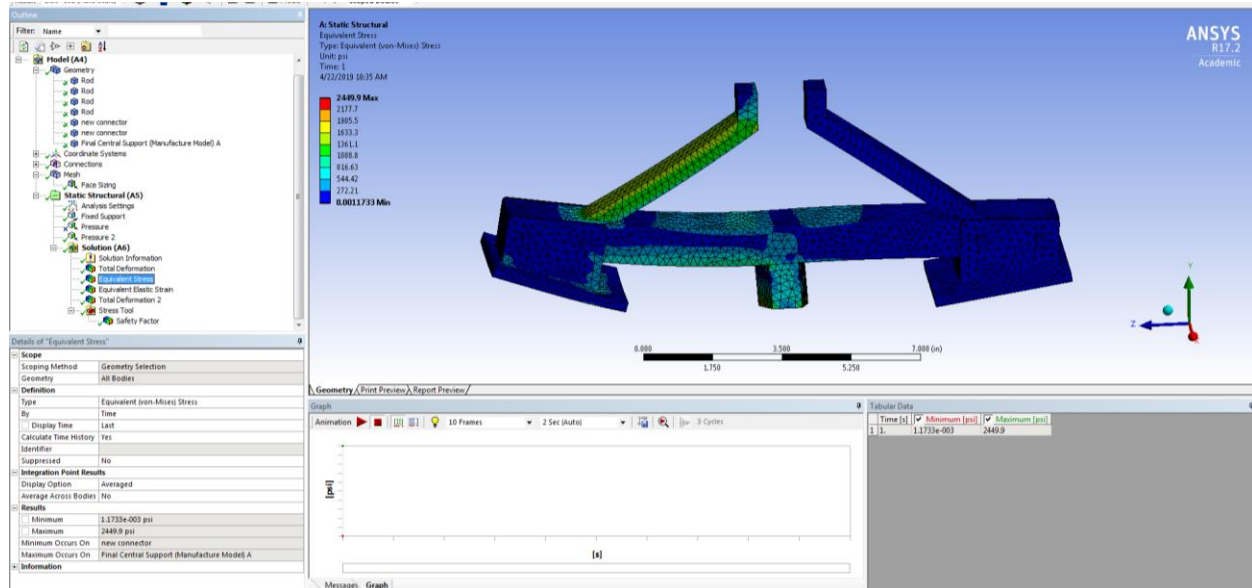 Outline
Filter: Name
Model (A4)
Geometry
Rod
Rod
Rod
Rod
new connector
new connector
Final Central Support (Manufacture Model) A
Coordinate Systems
Connections
Mesh
Face Sizing
Static Structural (A5)
Analysis Settings
Fixed Support
Pressure
Pressure 2
Solution (A6)
Solution Information
Total Deformation
Equivalent Stress
Equivalent Elastic Strain
Total Deformation 2
Stress Tool
Safety Factor
Details of "Equivalent Stress"
Scope
Scoping Method Geometry Selection
Geometry All Bodies
Definition
Type Equivalent (von-Mises) Stress
By Time
Display Time Last
Calculate Time History Yes
Identifier
Suppressed No
Integration Point Results
Display Option Averaged
Average Across Bodies No
Results
Minimum 1.1733e-003 psi
Maximum 2449.9 psi
Minimum Occurs On new connector
Maximum Occurs On Final Central Support (Manufacture Model) A
Information
A: Static Structural
Equivalent Stress
Type: Equivalent (von-Mises) Stress
Unit: psi
Time: 1
4/22/2019 10:35 AM
2449.9 Max
2177.7
1905.5
1633.3
1361.1
1088.8
816.63
544.42
272.21
0.0011733 Min
ANSYS
R17.2
Academic
Y
Z
X
0.000 3.500 7.000 (in)
1.750 5.250
Geometry Print Preview Report Preview
Graph
Animation 10 Frames 2 Sec (Auto) 3 Cycles
[psi]
[s]
Messages Graph
Tabular Data
Time [s] Minimum [psi] Maximum [psi]
1 1. 1.1733e-003 2449.9